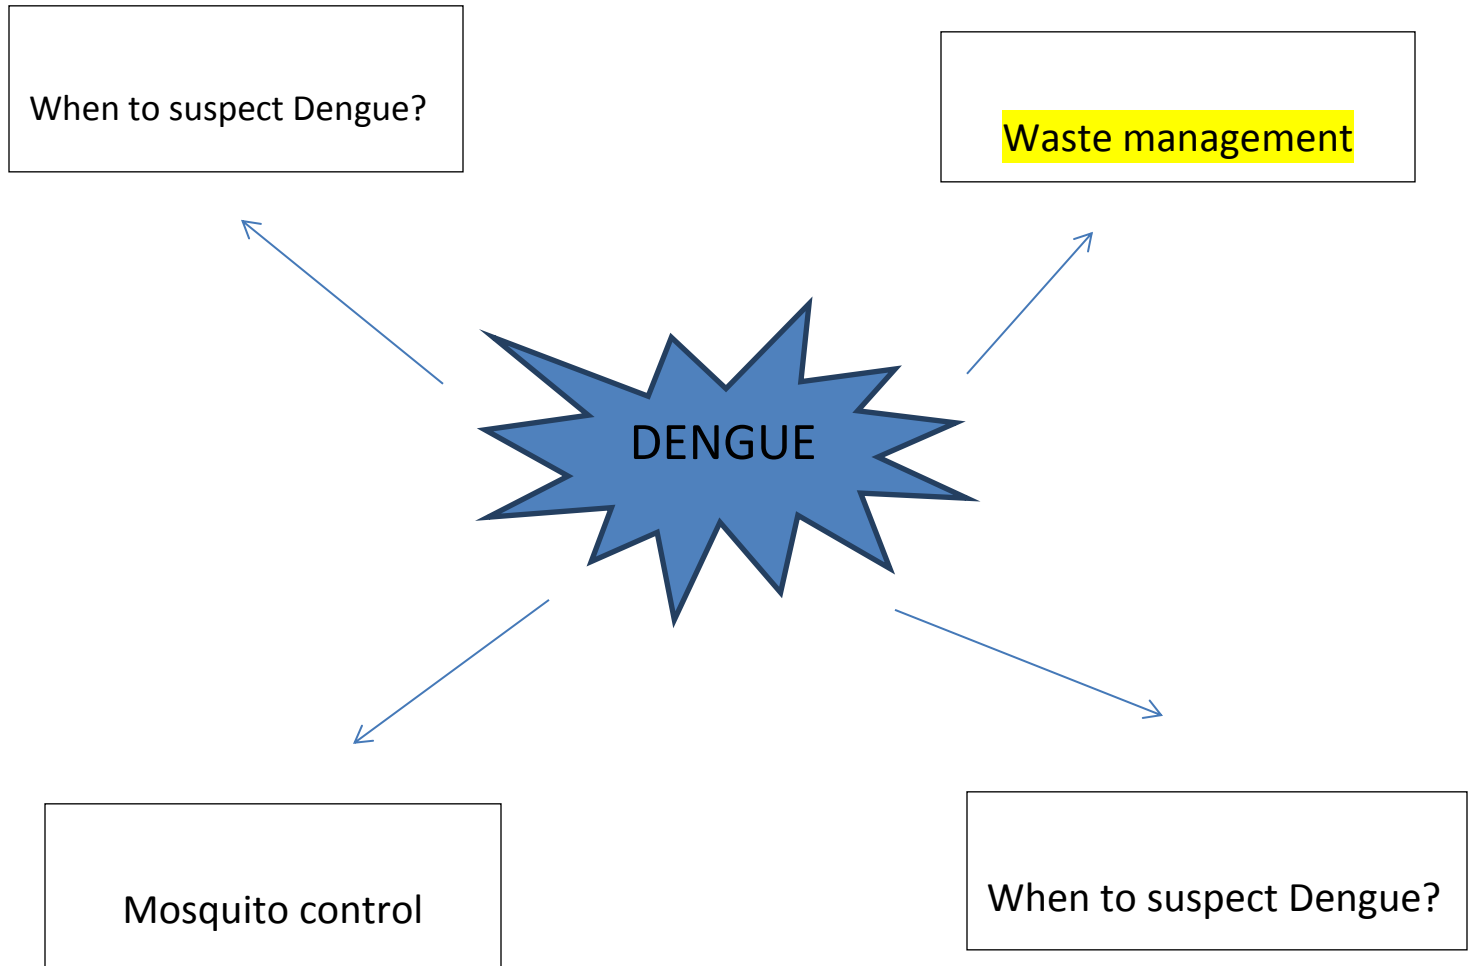 When to suspect Dengue?
Waste management
DENGUE
Mosquito control
When to suspect Dengue?